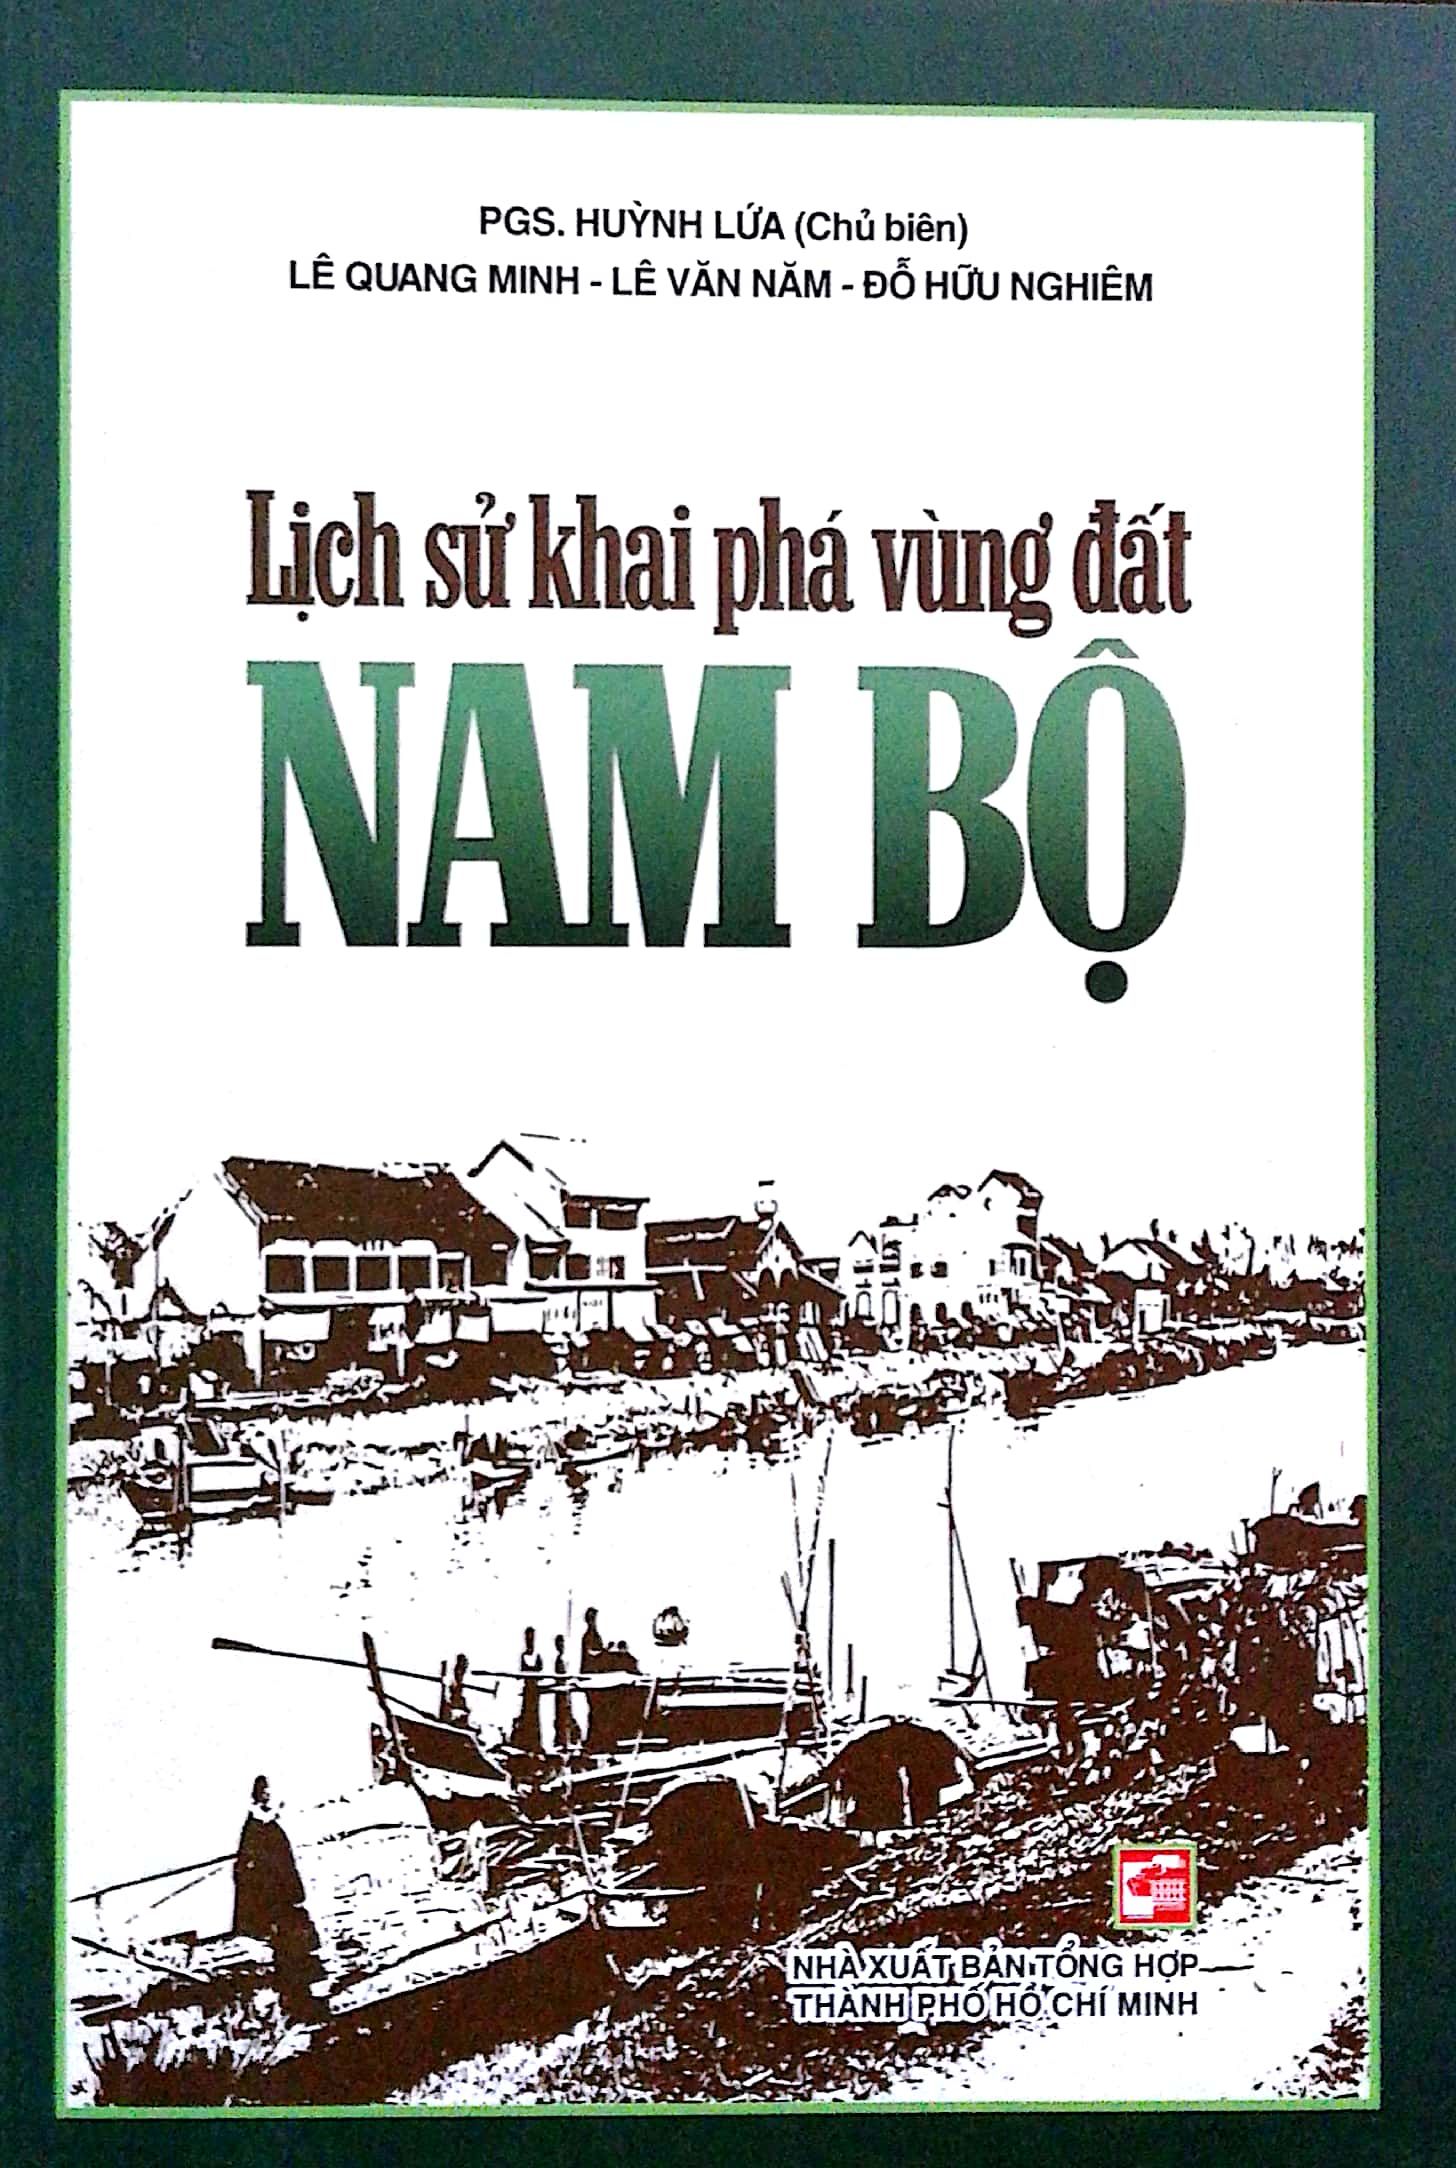 PGS. HUỲNH LỨA (Chủ biên)
LÊ QUANG MINH - LÊ VĂN NĂM - ĐỖ HỮU NGHIÊM
Lịch sử khai phá vùng đất
NAM BỘ
NHÀ XUẤT BẢN TỔNG HỢP
THÀNH PHỐ HỒ CHÍ MINH